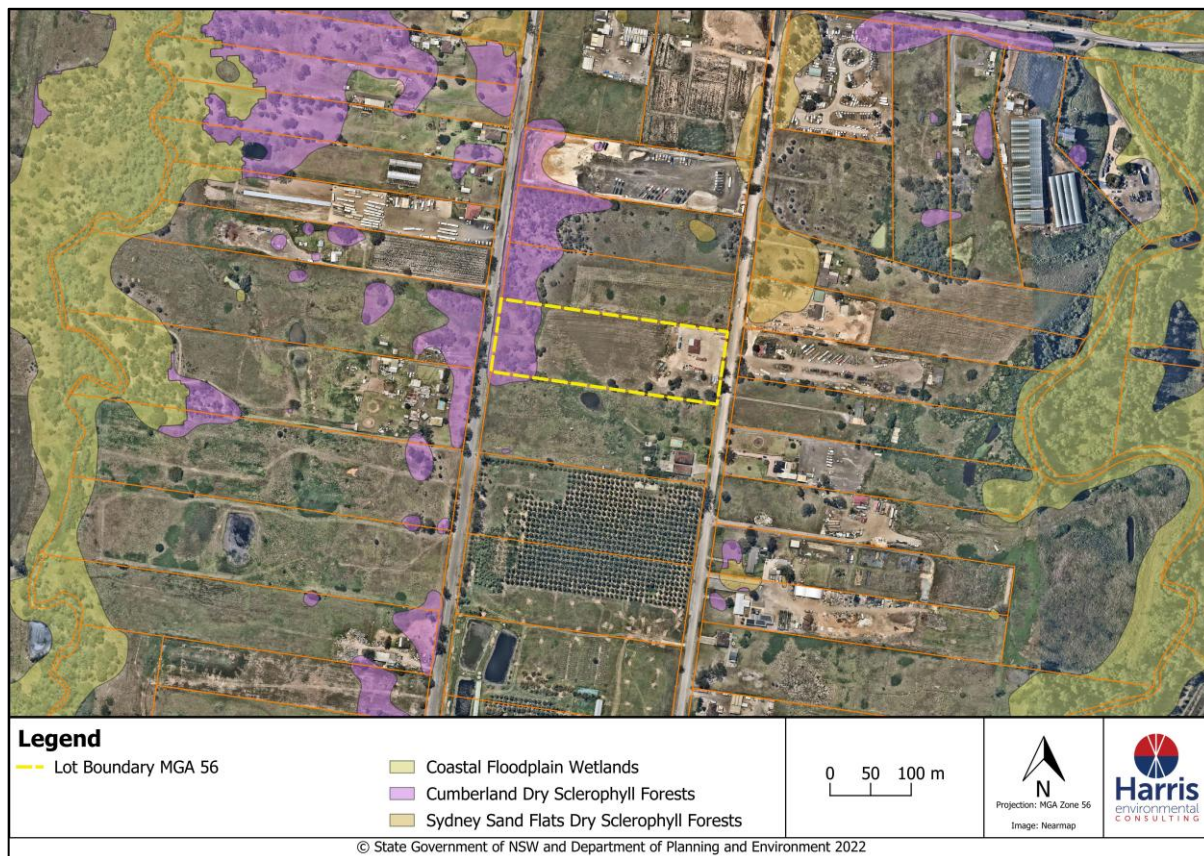 Legend
Lot Boundary MGA 56
Coastal Floodplain Wetlands
Cumberland Dry Sclerophyll Forests
Sydney Sand Flats Dry Sclerophyll Forests
0 50 100 m
N
Projection: MGA Zone 56
Image: Nearmap
Harris
environmental
CONSULTING
© State Government of NSW and Department of Planning and Environment 2022